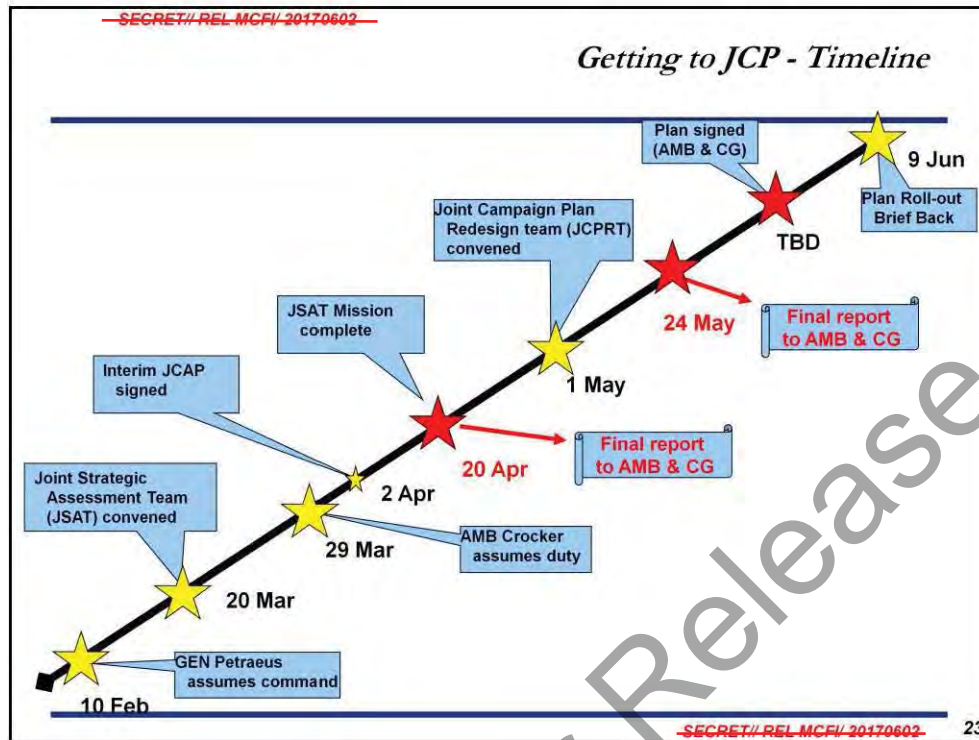 SECRET// REL MCFI// 20170602
Getting to JCP - Timeline
Plan signed
(AMB & CG)
9 Jun
Plan Roll-out
Brief Back
TBD
Joint Campaign Plan
Redesign team (JCPRT)
convened
24 May
Final report
to AMB & CG
JSAT Mission
complete
1 May
Interim JCAP
signed
20 Apr
Final report
to AMB & CG
2 Apr
Joint Strategic
Assessment Team
(JSAT) convened
29 Mar
AMB Crocker
assumes duty
20 Mar
GEN Petraeus
assumes command
10 Feb
Release
SECRET// REL MCFI// 20170602
23